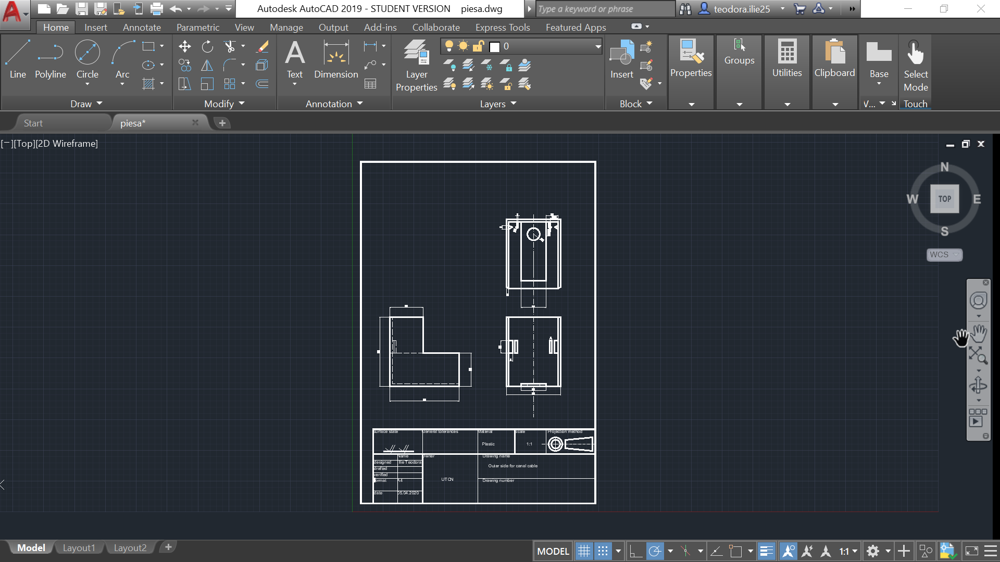 Autodesk AutoCAD 2019 - STUDENT VERSION piesa.dwg
Type a keyword or phrase
teodora.ilie25
Home Insert Annotate Parametric View Manage Output Add-ins Collaborate Express Tools Featured Apps
Line Polyline Circle Arc
Text Dimension
Layer Properties
0
Insert
Properties
Groups
Utilities
Clipboard
Base
Select Mode
Draw Modify Annotation Layers Block V... Touch
Start piesa*
[−][Top][2D Wireframe]
N
W TOP E
S
WCS
Surface state General tolerances Material Scale Projection method
Plastic 1:1
Name Owner Drawing name
designed Ilie Teodora
Outer side for canal cable
drafted
verified
format A4
UTCN
Drawing number
date 05.04.2020
Model Layout1 Layout2
MODEL 1:1